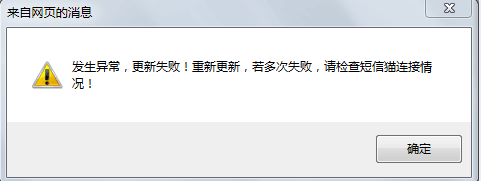 来自网页的消息
发生异常，更新失败！重新更新，若多次失败，请检查短信猫连接情
况！
确定